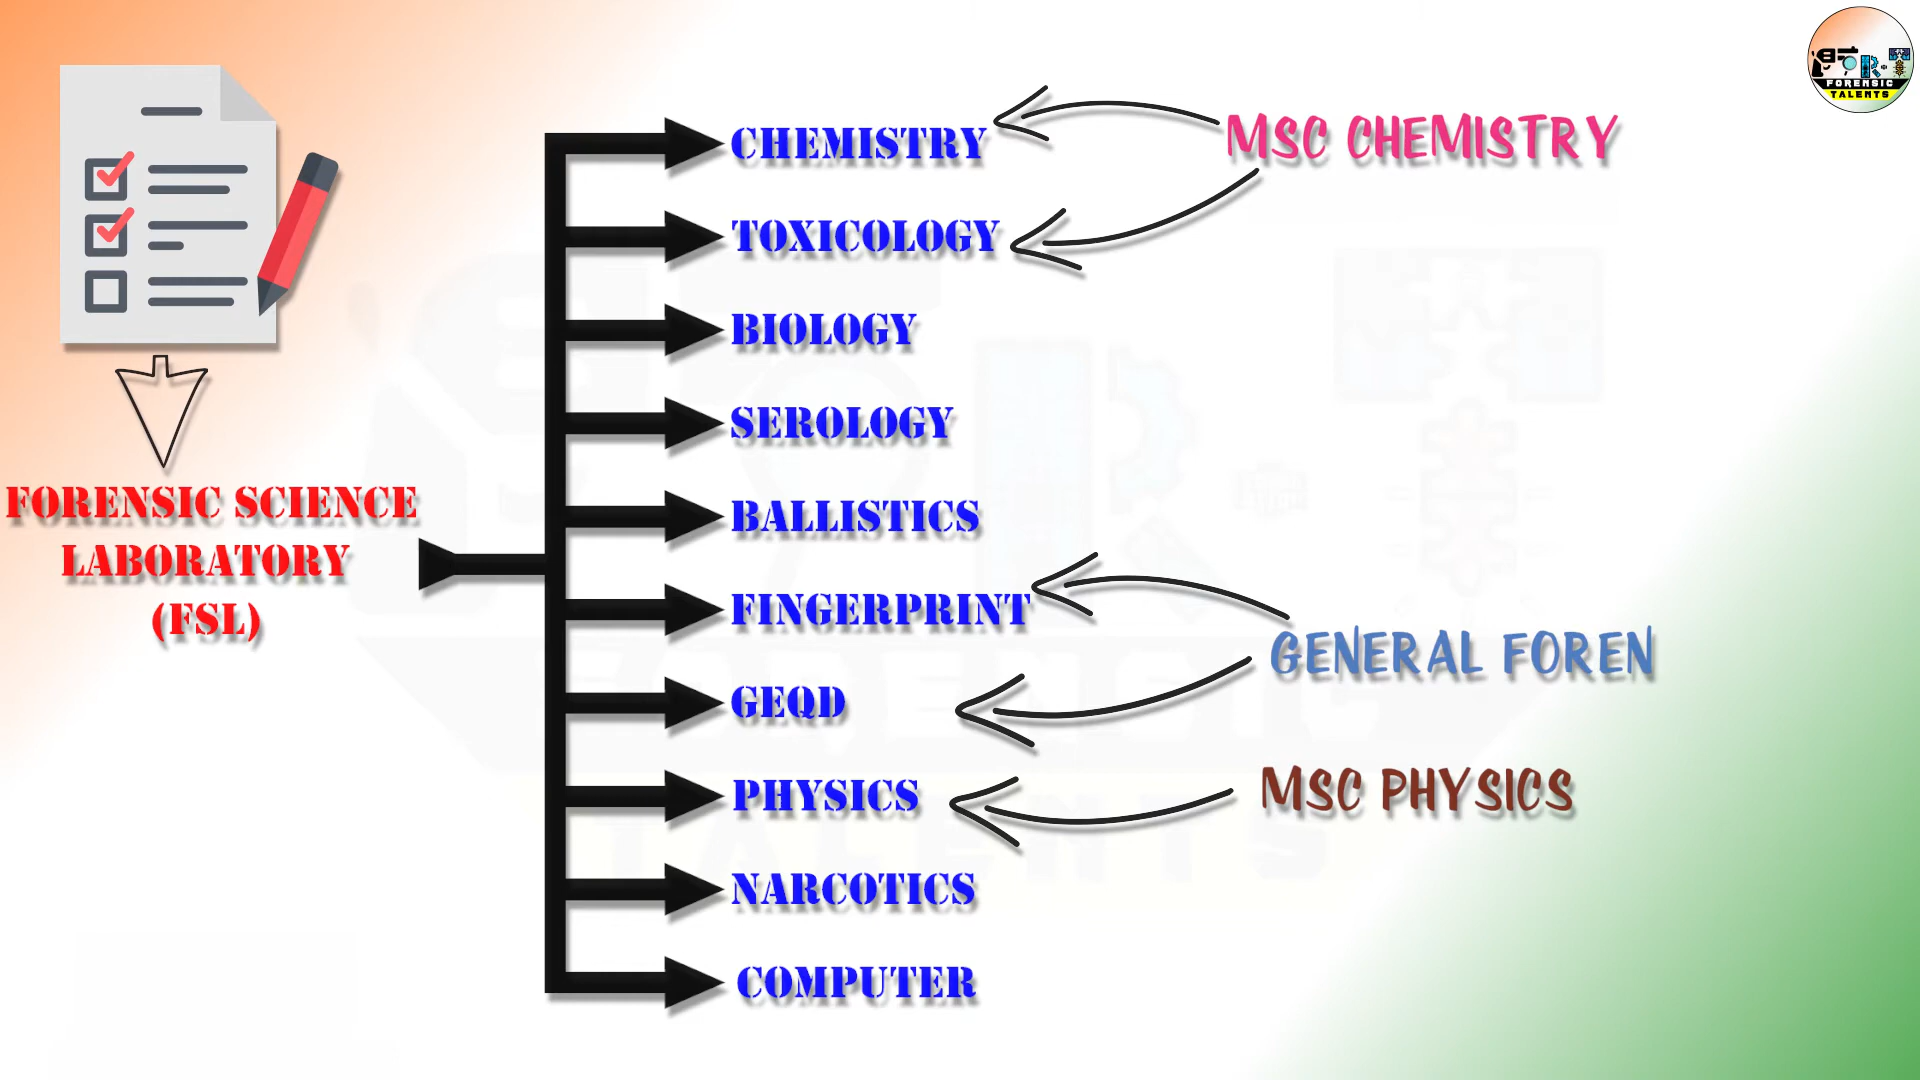 FORENSIC
TALENTS
FORENSIC SCIENCE
LABORATORY
(FSL)
CHEMISTRY
TOXICOLOGY
BIOLOGY
SEROLOGY
BALLISTICS
FINGERPRINT
GEQD
PHYSICS
NARCOTICS
COMPUTER
MSC CHEMISTRY
GENERAL FOREN
MSC PHYSICS